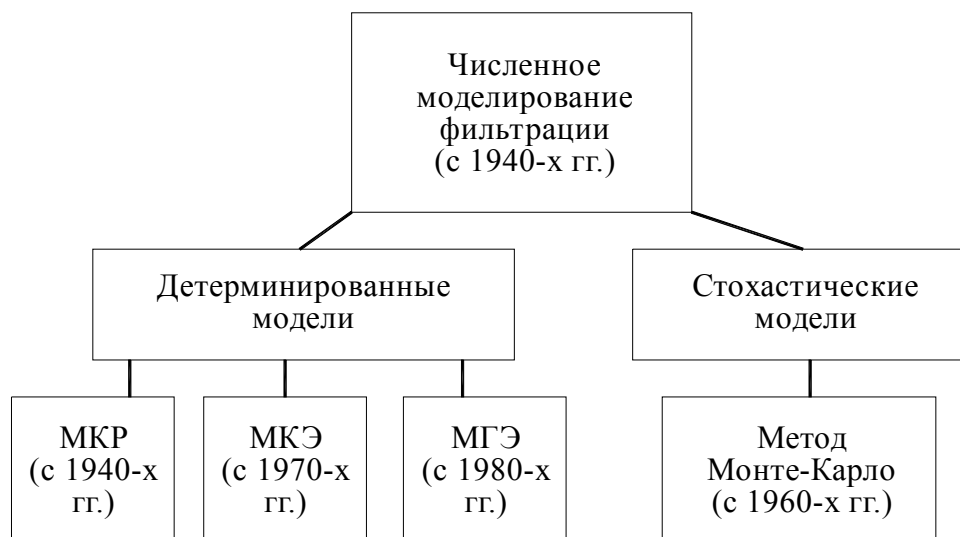 Численное
моделирование
фильтрации
(с 1940-х гг.)
Детерминированные
модели
Стохастические
модели
МКР
(с 1940-х
гг.)
МКЭ
(с 1970-х
гг.)
МГЭ
(с 1980-х
гг.)
Метод
Монте-Карло
(с 1960-х гг.)